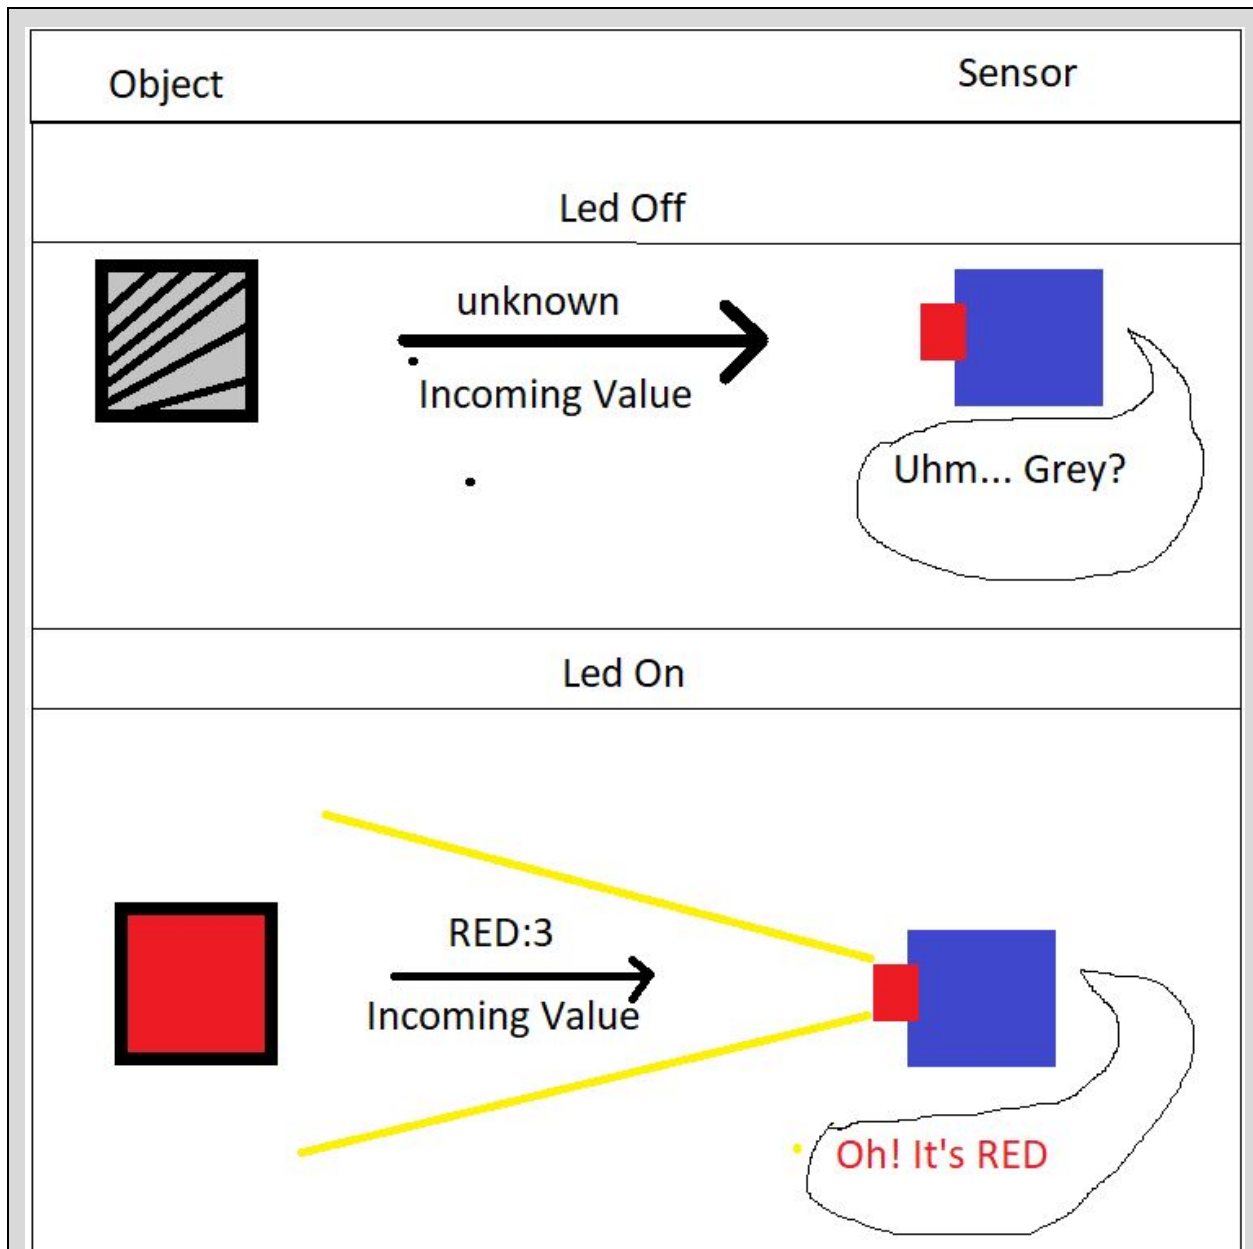 Object
Sensor
Led Off
unknown
Incoming Value
Uhm... Grey?
Led On
RED:3
Incoming Value
Oh! It's RED